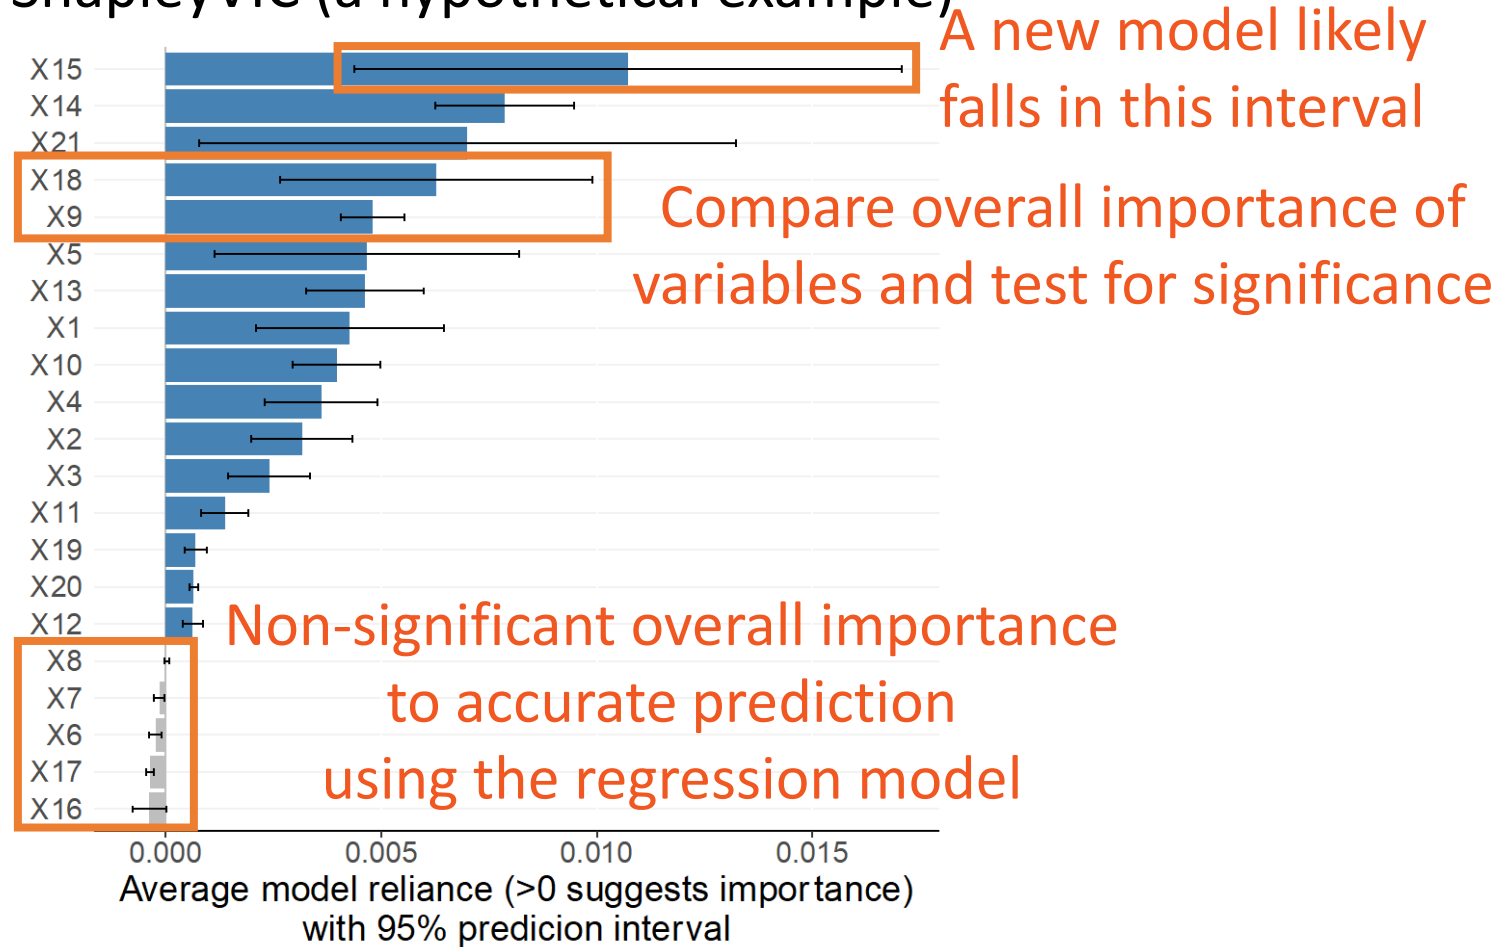 ShapleyVIC (a hypothetical example)
A new model likely
falls in this interval
Compare overall importance of
variables and test for significance
Non-significant overall importance
to accurate prediction
using the regression model
X15
X14
X21
X18
X9
X5
X13
X1
X10
X4
X2
X3
X11
X19
X20
X12
X8
X7
X6
X17
X16
0.000 0.005 0.010 0.015
Average model reliance (>0 suggests importance)
with 95% predicion interval